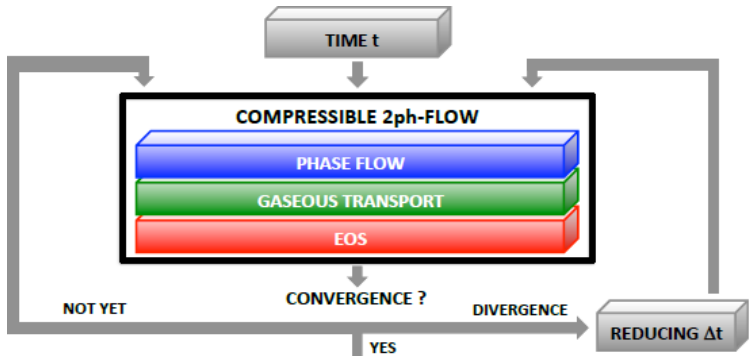 TIME t
COMPRESSIBLE 2ph-FLOW
PHASE FLOW
GASEOUS TRANSPORT
EOS
CONVERGENCE ?
NOT YET
DIVERGENCE
REDUCING Δt
YES